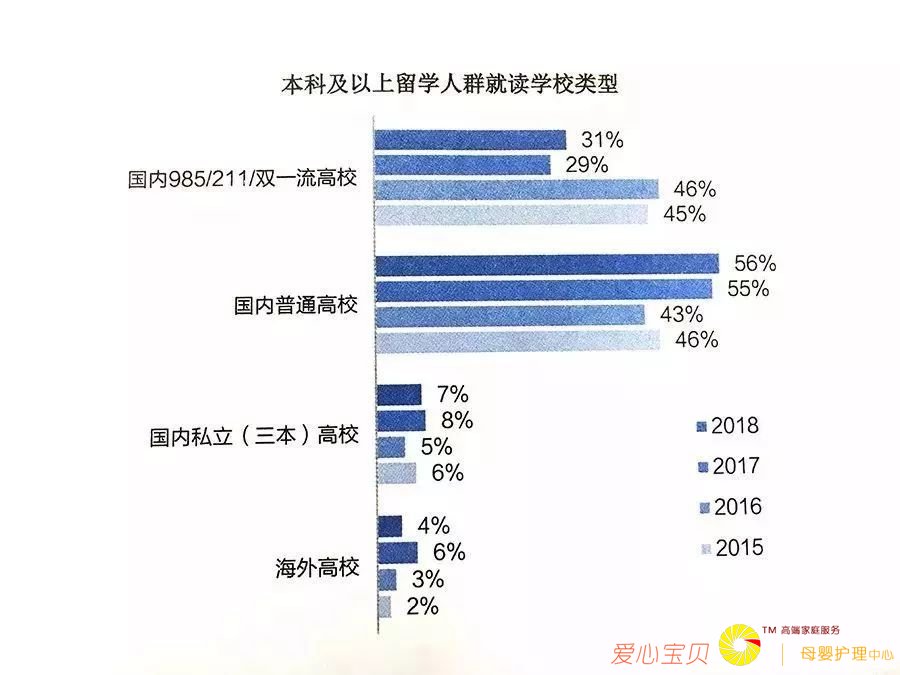 本科及以上留学人群就读学校类型
国内985/211/双一流高校
31%
29%
46%
45%
国内普通高校
56%
55%
43%
46%
国内私立（三本）高校
7%
8%
5%
6%
海外高校
4%
6%
3%
2%
2018
2017
2016
2015
爱心宝贝
TM 高端家庭服务
母婴护理中心